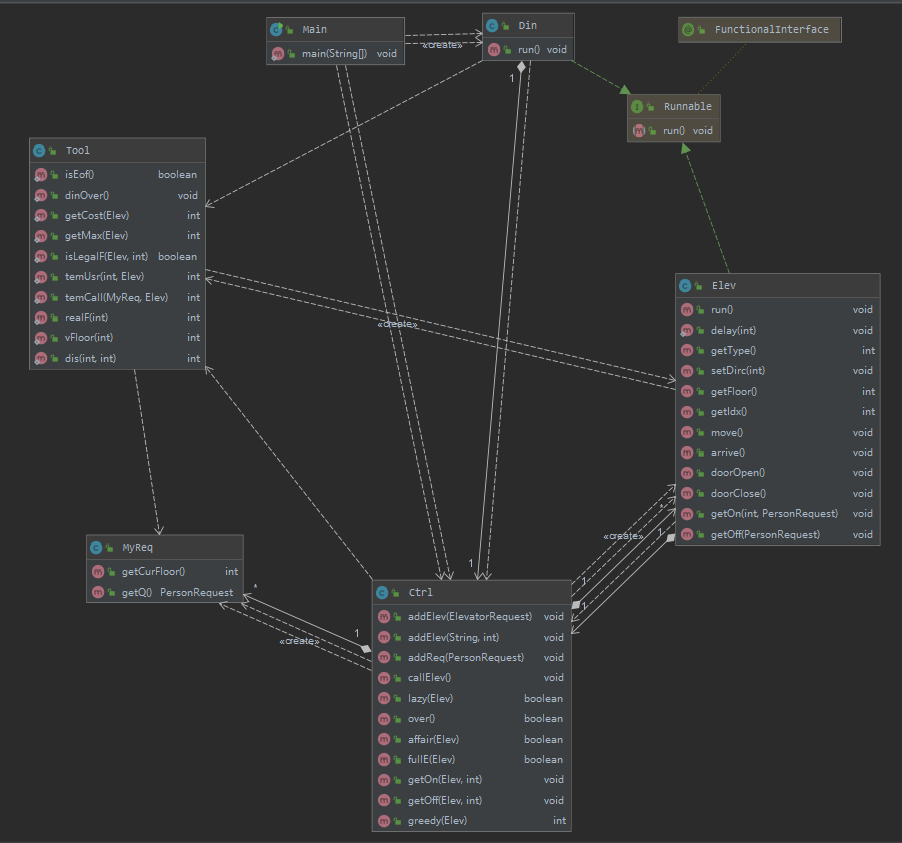 Main
main(String[]) void
«create»
Din
run() void
1
FunctionalInterface
Runnable
run() void
Tool
isEof() boolean
dinOver() void
getCost(Elev) int
getMax(Elev) int
isLegalF(Elev, int) boolean
temUsr(int, Elev) int
temCall(MyReq, Elev) int
realF(int) int
vFloor(int) int
dis(int, int) int
«create»
Elev
run() void
delay(int) void
getType() int
setDirc(int) void
getFloor() int
getIdx() int
move() void
arrive() void
doorOpen() void
doorClose() void
getOn(int, PersonRequest) void
getOff(PersonRequest) void
*
«create»
1
1
1
1
MyReq
getCurFloor() int
getQ() PersonRequest
*
1
«create»
Ctrl
addElev(ElevatorRequest) void
addElev(String, int) void
addReq(PersonRequest) void
callElev() void
lazy(Elev) boolean
over() boolean
affair(Elev) boolean
fullE(Elev) boolean
getOn(Elev, int) void
getOff(Elev, int) void
greedy(Elev) int